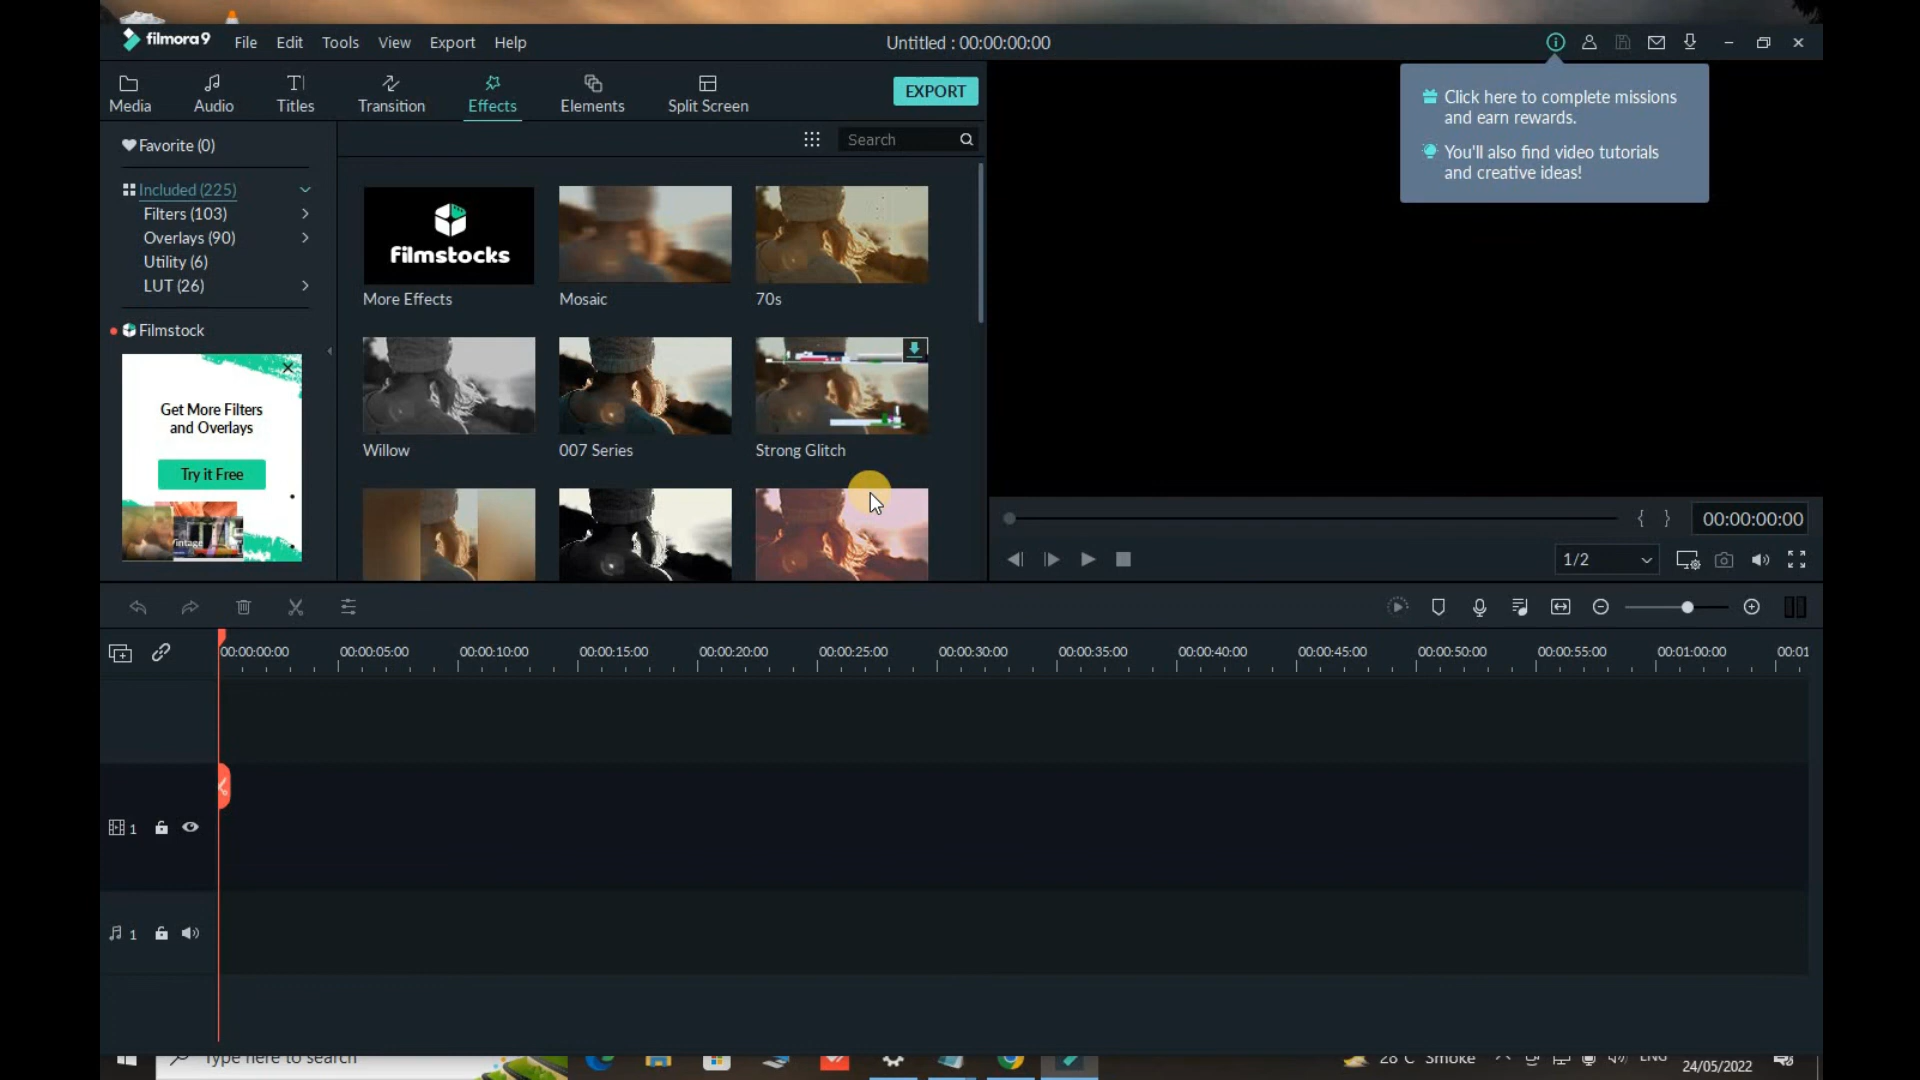 filmora9 File Edit Tools View Export Help Untitled : 00:00:00:00
Media Audio Titles Transition Effects Elements Split Screen EXPORT
Click here to complete missions
and earn rewards.
You'll also find video tutorials
and creative ideas!
Favorite (0)
Search
Included (225)
Filters (103)
Overlays (90)
Utility (6)
LUT (26)
Filmstock
Get More Filters
and Overlays
Try it Free
Vintage
filmstocks
More Effects Mosaic 70s
Willow 007 Series Strong Glitch
00:00:00:00
1/2
00:00:00:00 00:00:05:00 00:00:10:00 00:00:15:00 00:00:20:00 00:00:25:00 00:00:30:00 00:00:35:00 00:00:40:00 00:00:45:00 00:00:50:00 00:00:55:00 00:01:00:00 00:01
1
1
Type here to search
28°C Smoke ENG
24/05/2022